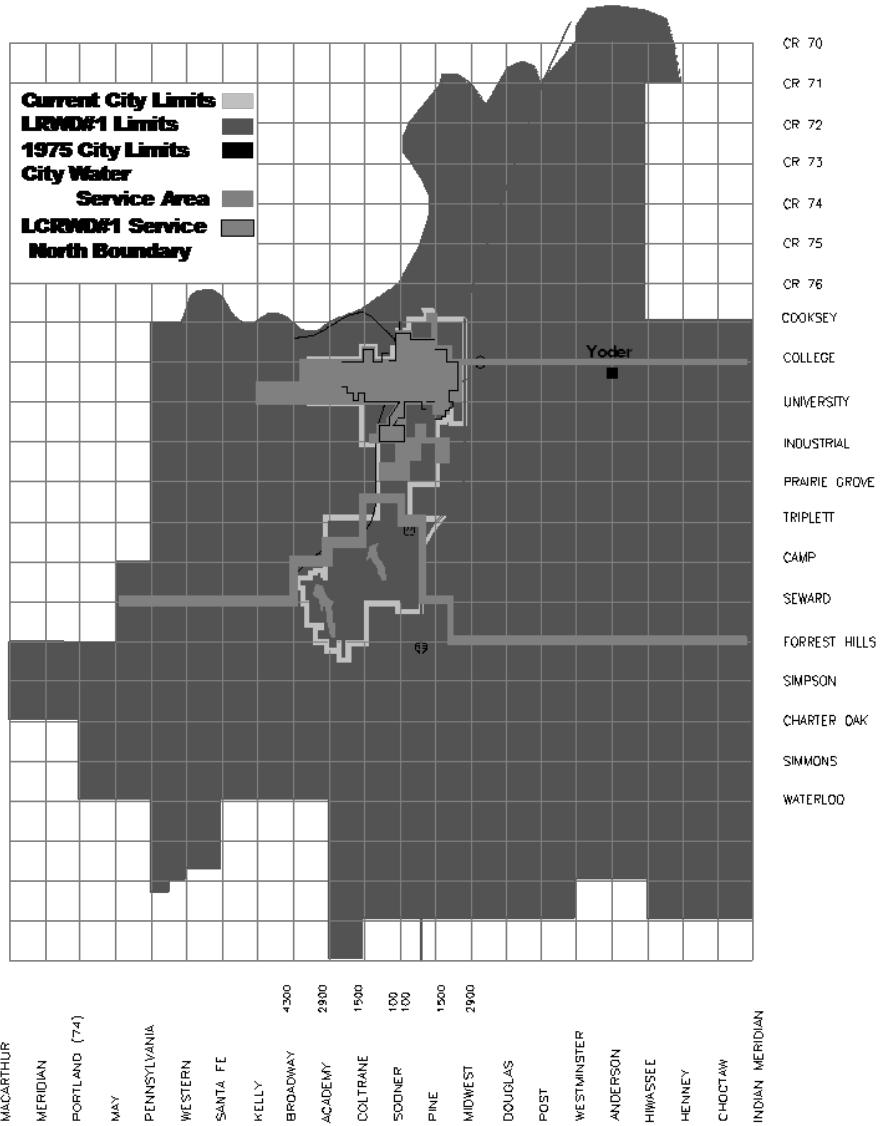 CR 70
CR 71
Current City Limits
LRWD#1 Limits
CR 72
1975 City Limits
City Water
CR 73
Service Area
CR 74
LCRWD#1 Service
North Boundary
CR 75
CR 76
COOKSEY
Yoder
COLLEGE
UNIVERSITY
INDUSTRIAL
PRAIRIE GROVE
TRIPLETT
CAMP
SEWARD
FORREST HILLS
SIMPSON
CHARTER OAK
SIMMONS
WATERLOO
4300
2900
1500
100
100
1500
2900
MACARTHUR
MERIDIAN
PORTLAND (74)
MAY
PENNSYLVANIA
WESTERN
SANTA FE
KELLY
BROADWAY
ACADEMY
COLTRANE
SOONER
PINE
MIDWEST
DOUGLAS
POST
WESTMINSTER
ANDERSON
HIWASSEE
HENNEY
CHOCTAW
INDIAN MERIDIAN